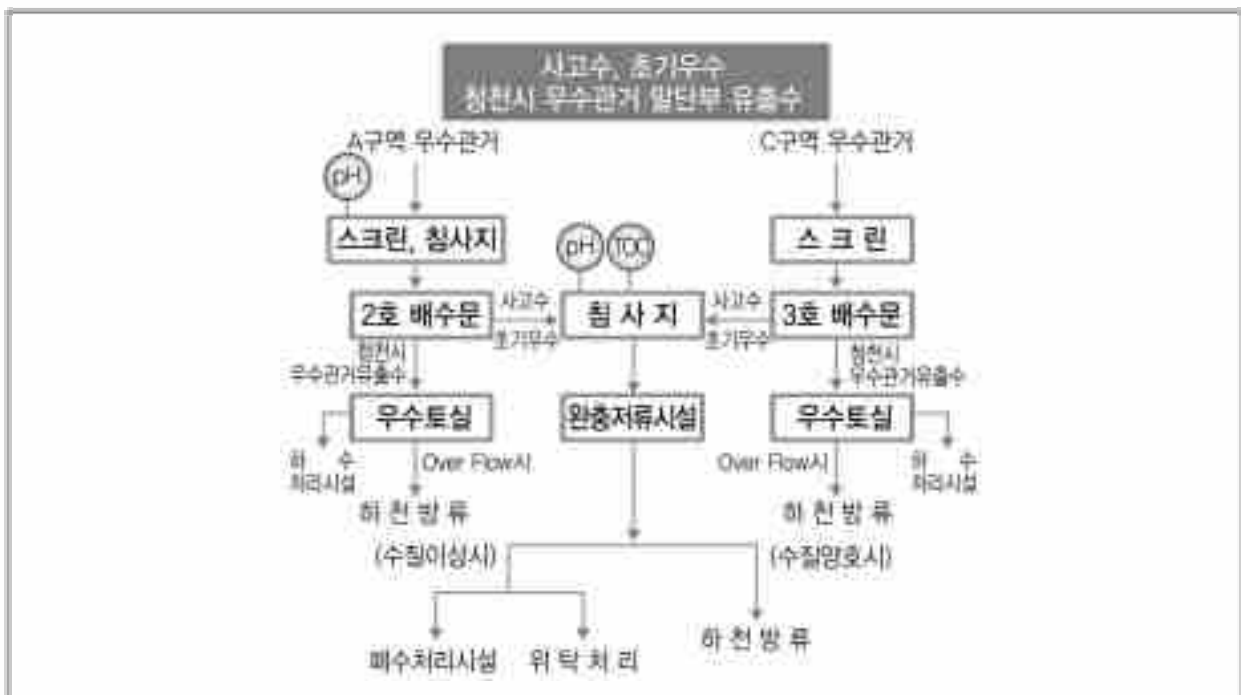 사고수, 초기우수
청천시 우수관거 말단부 유출수
A구역 우수관거
C구역 우수관거
pH
스크린, 침사지
pH
TOC
스 크 린
2호 배수문
사고수
초기우수
침 사 지
사고수
초기우수
3호 배수문
청천시
우수관거유출수
청천시
우수관거유출수
우수토실
완충저류시설
우수토실
하 수
처리시설
Over Flow시
Over Flow시
하 수
처리시설
하 천 방 류
하 천 방 류
(수질이상시)
(수질양호시)
폐수처리시설
위 탁 처 리
하 천 방 류